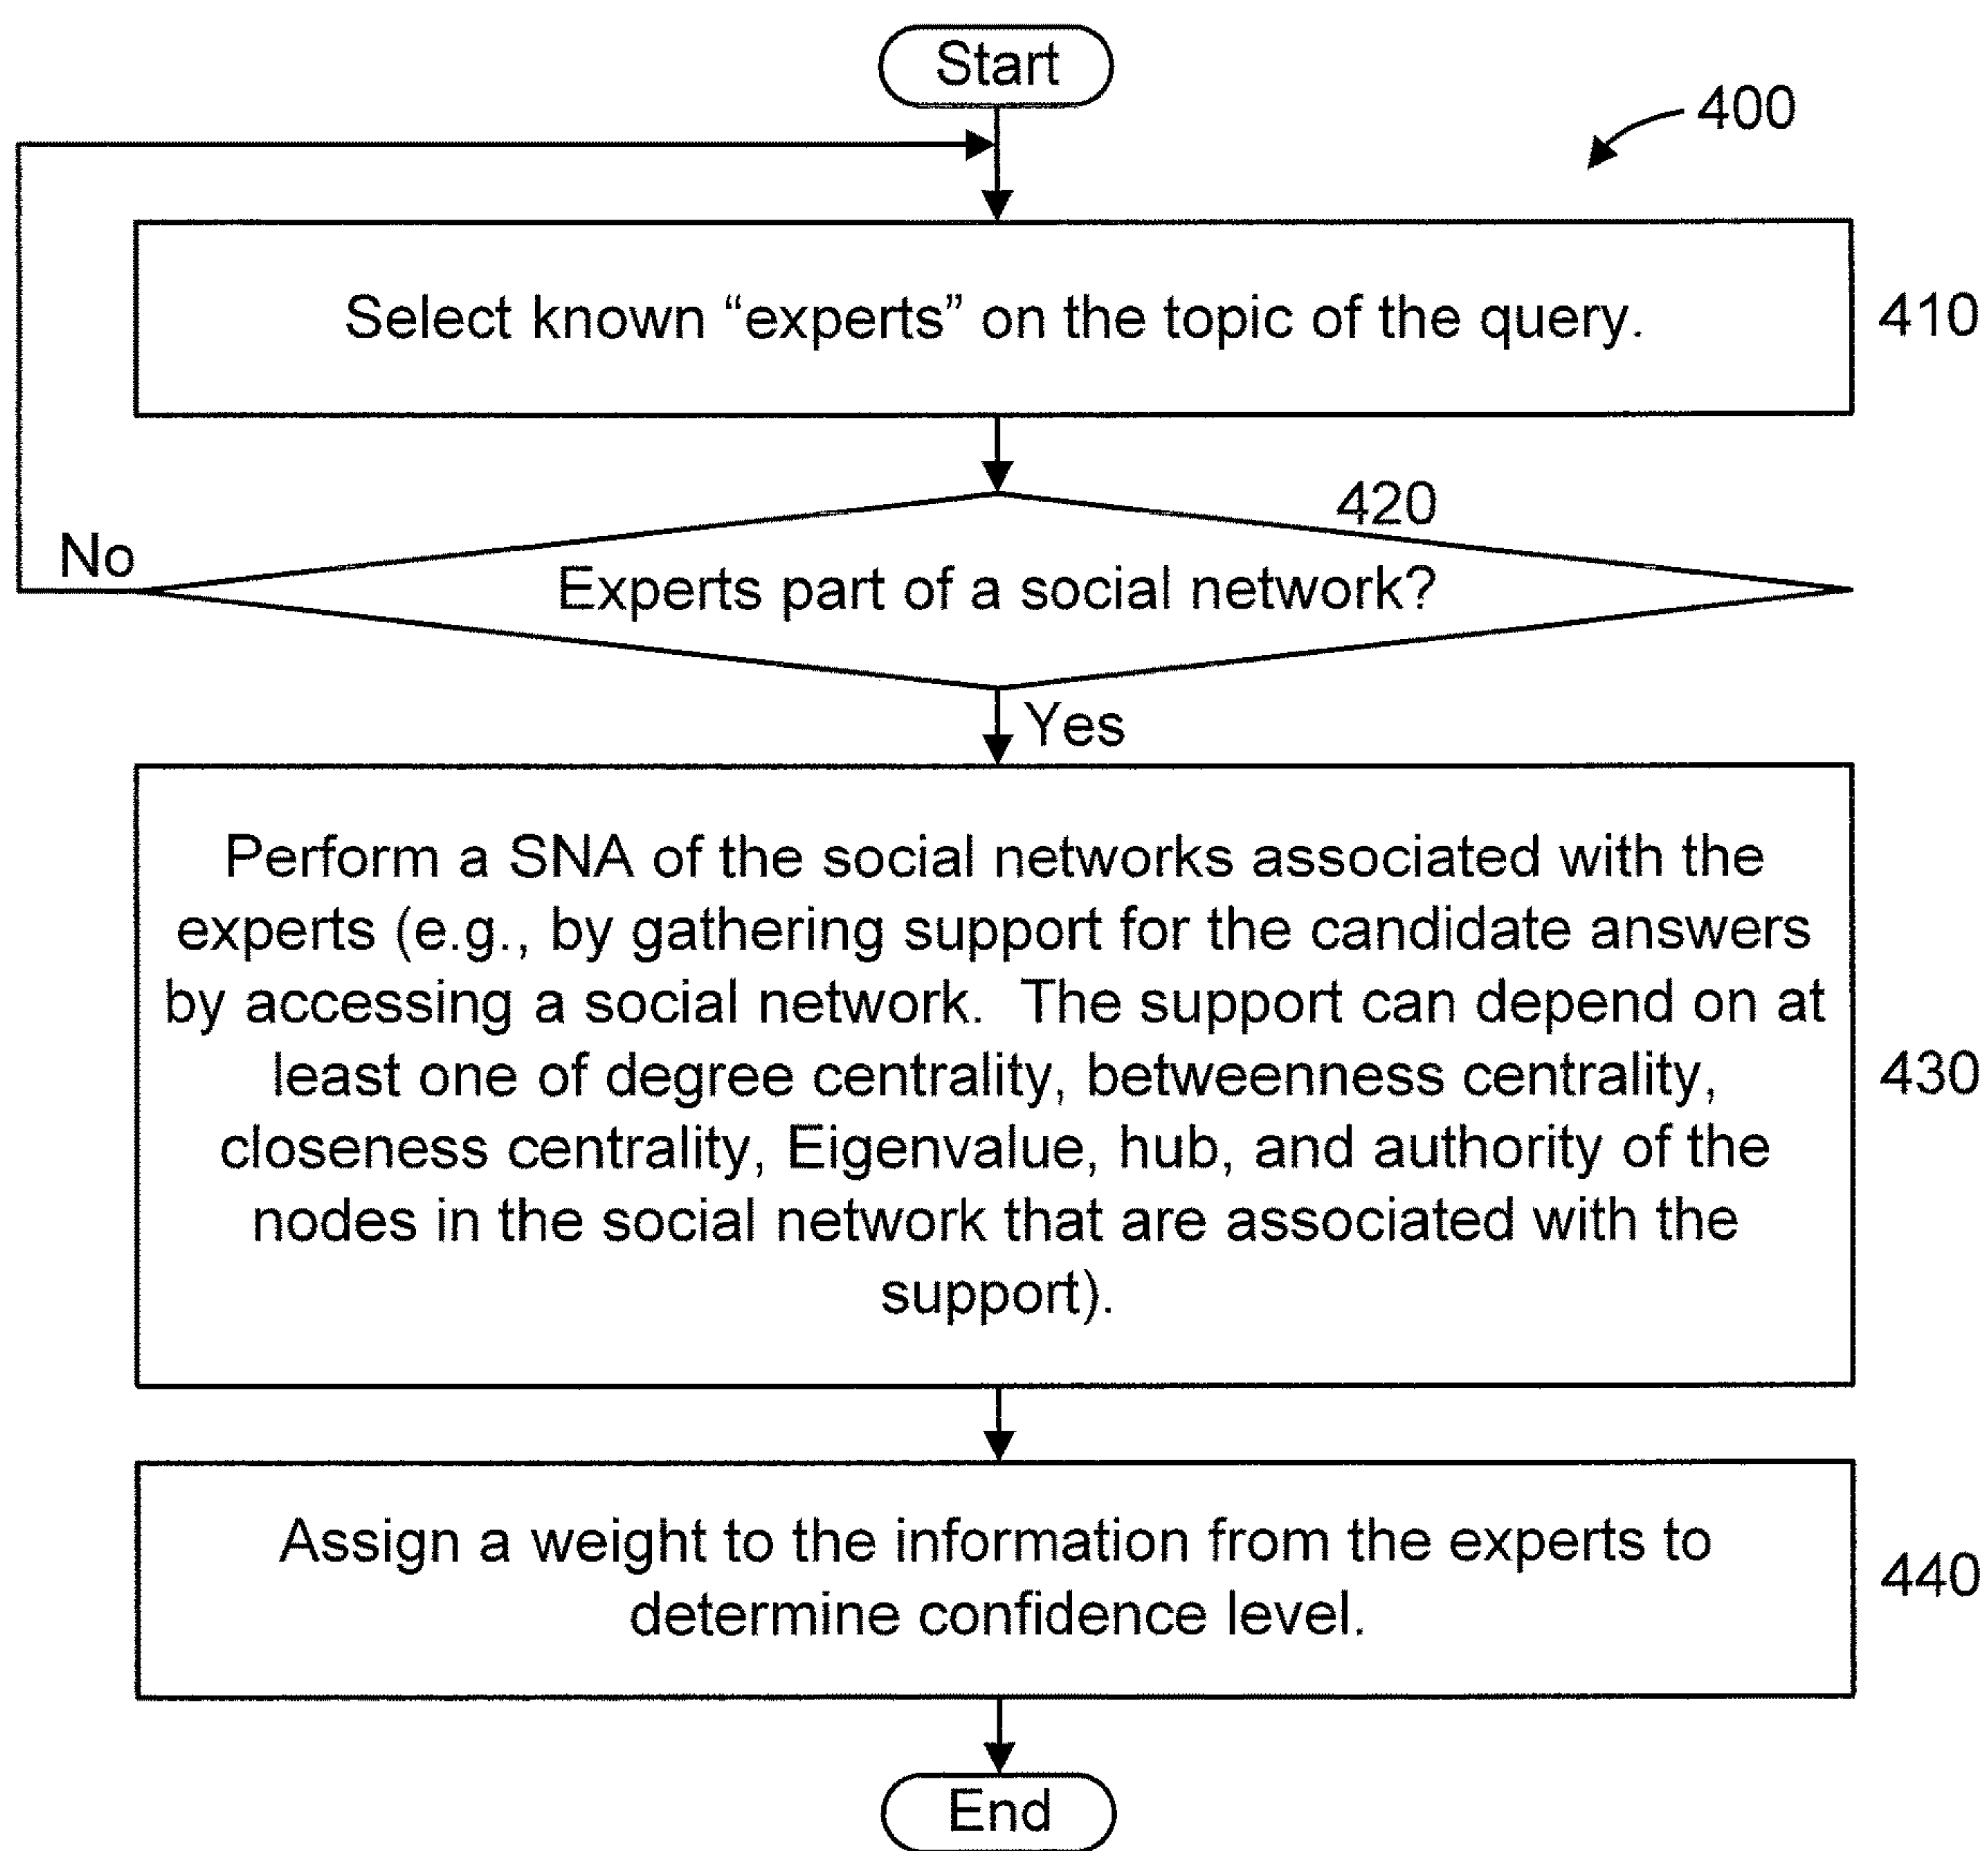 Start
400
Select known “experts” on the topic of the query.
410
420
No
Experts part of a social network?
Yes
Perform a SNA of the social networks associated with the
experts (e.g., by gathering support for the candidate answers
by accessing a social network. The support can depend on at
least one of degree centrality, betweenness centrality,
closeness centrality, Eigenvalue, hub, and authority of the
nodes in the social network that are associated with the
support).
430
Assign a weight to the information from the experts to
determine confidence level.
440
End